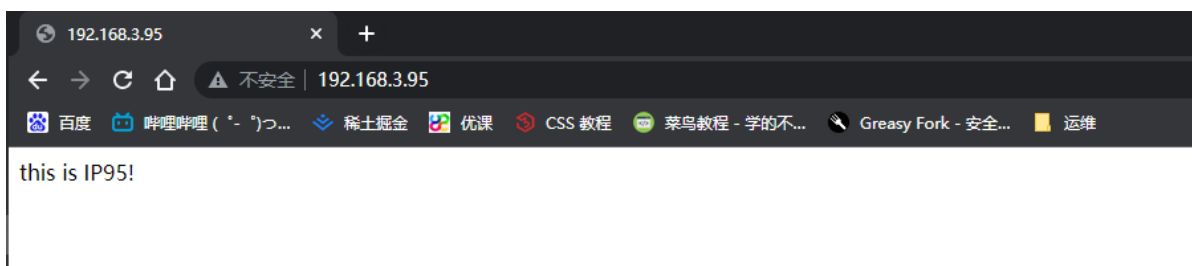 192.168.3.95
不安全 192.168.3.95
百度 哔哩哔哩 ( ゜- ゜)つ... 稀土掘金 优课 CSS 教程 菜鸟教程 - 学的不... Greasy Fork - 安全... 运维
this is IP95!